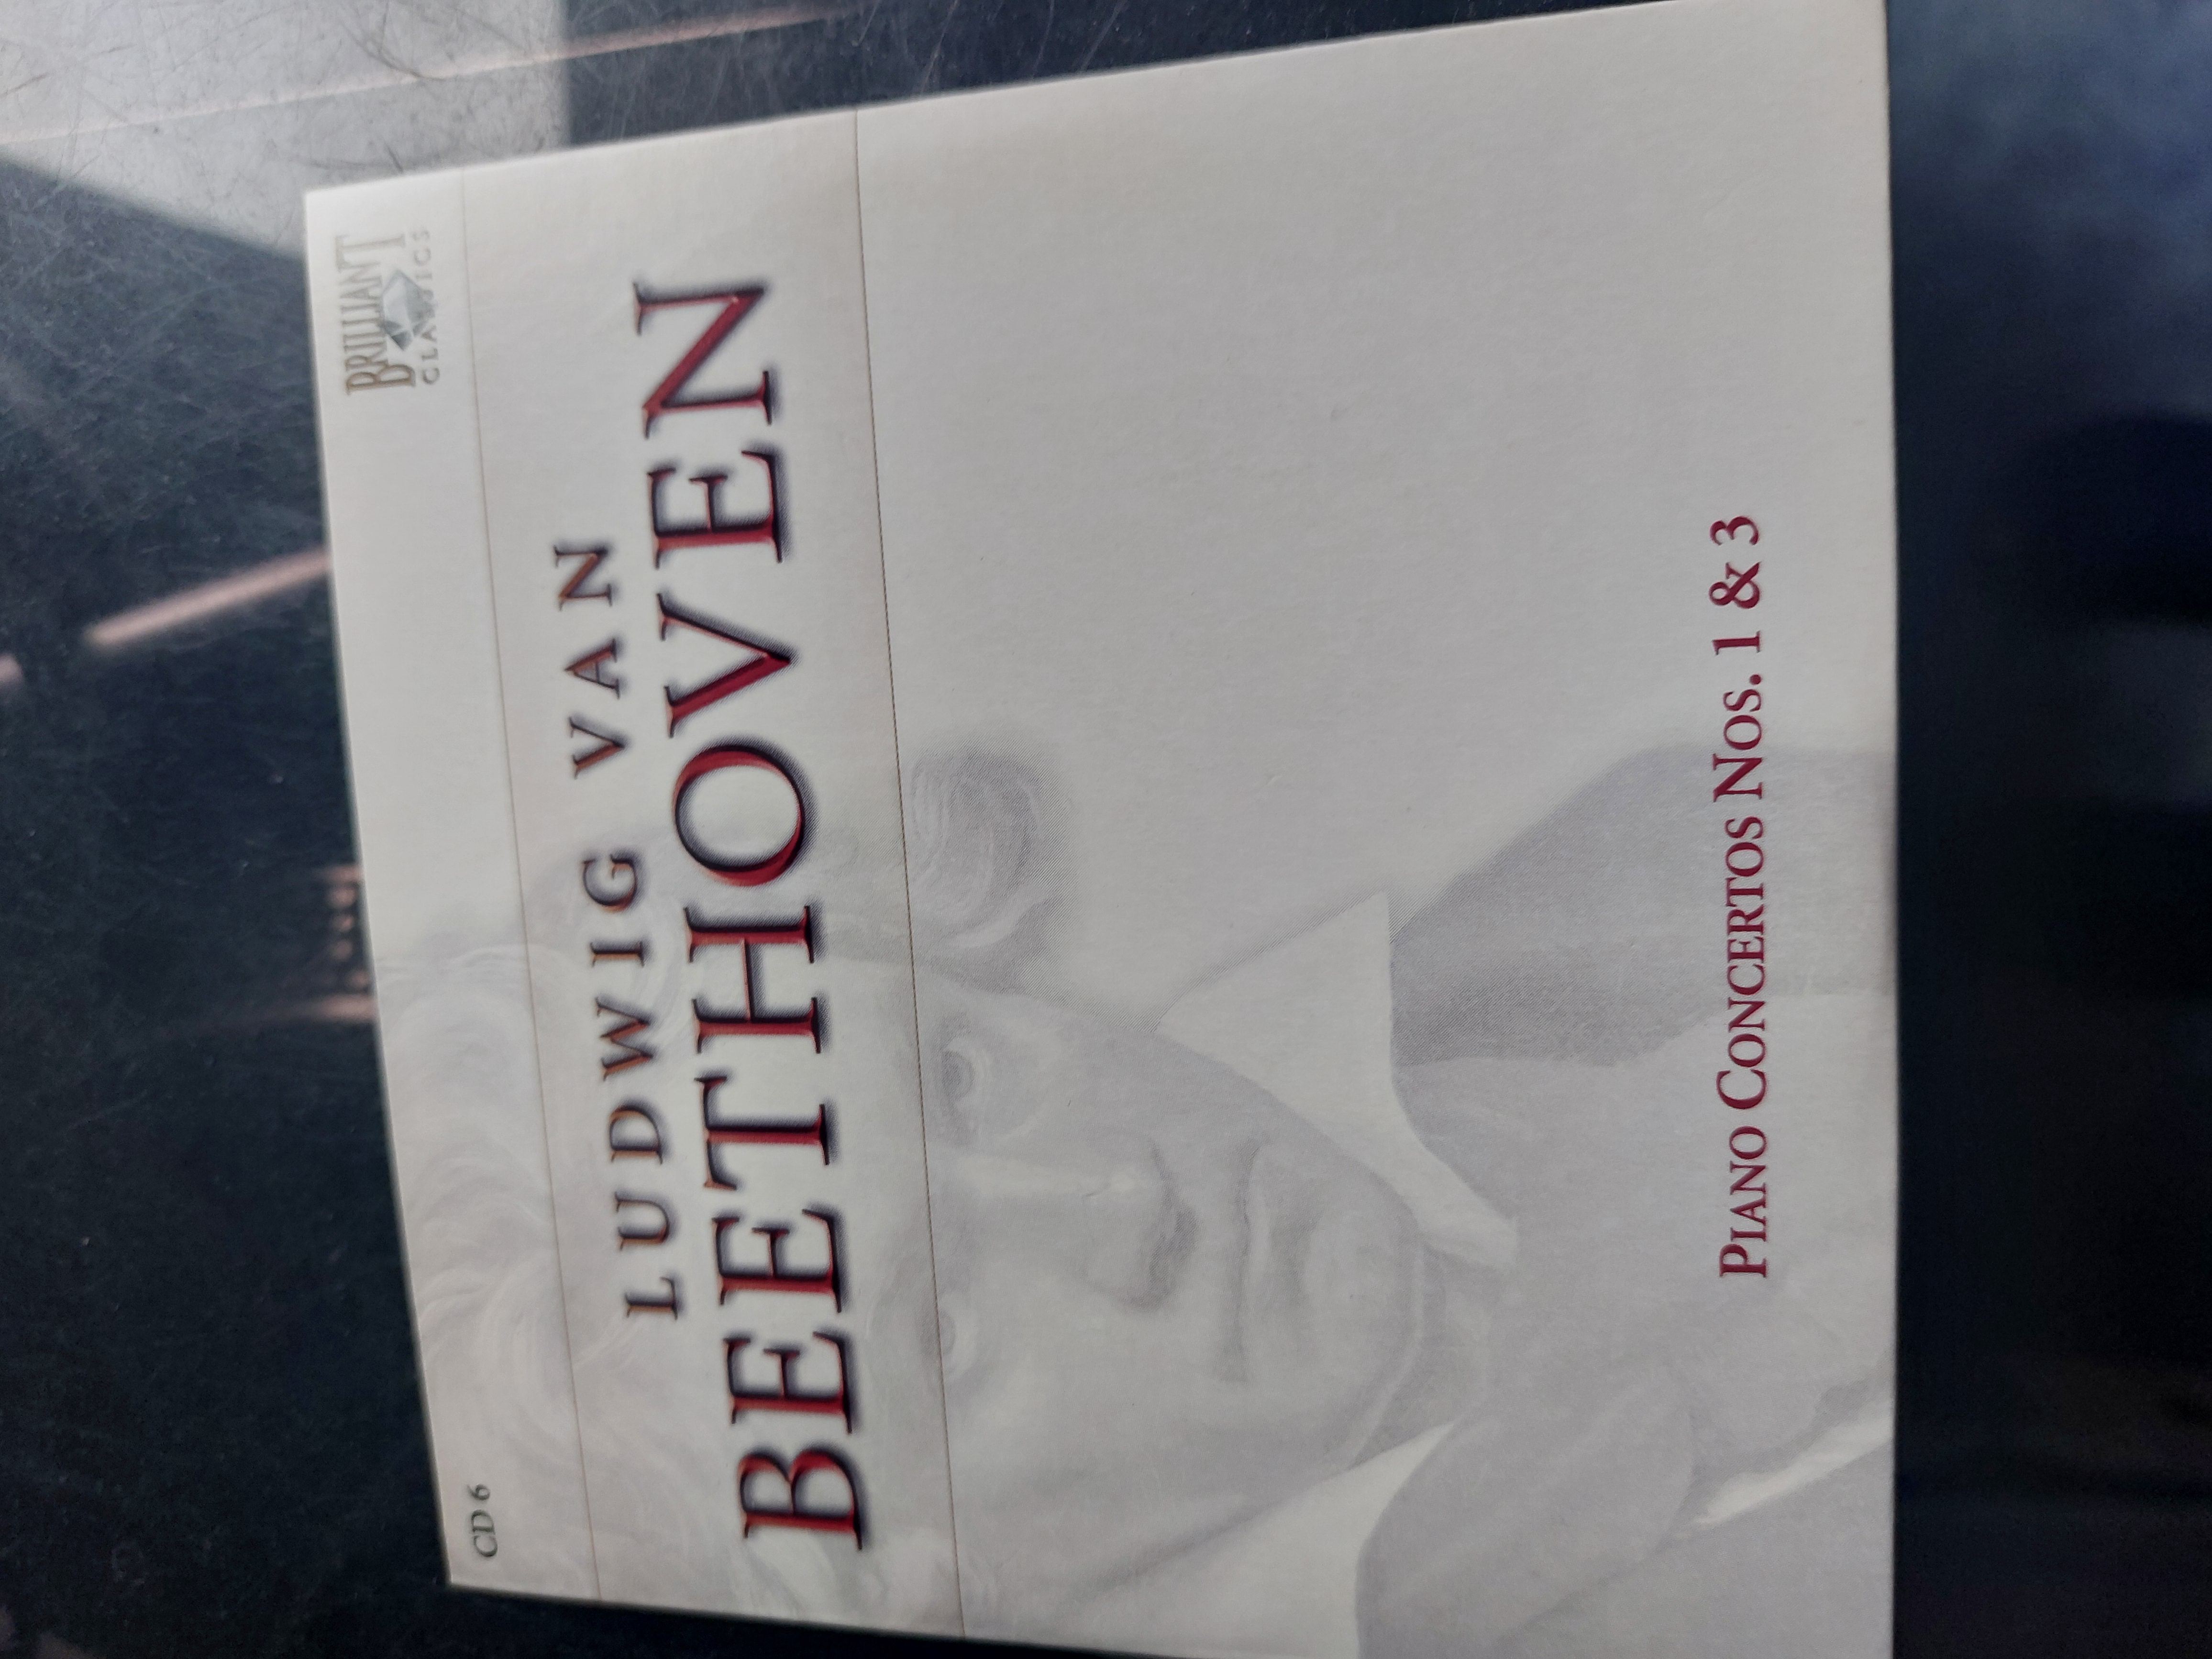 CD 6
BRILLIANT
CLASSICS
LUDWIG VAN
BEETHOVEN
PIANO CONCERTOS NOS. 1 & 3